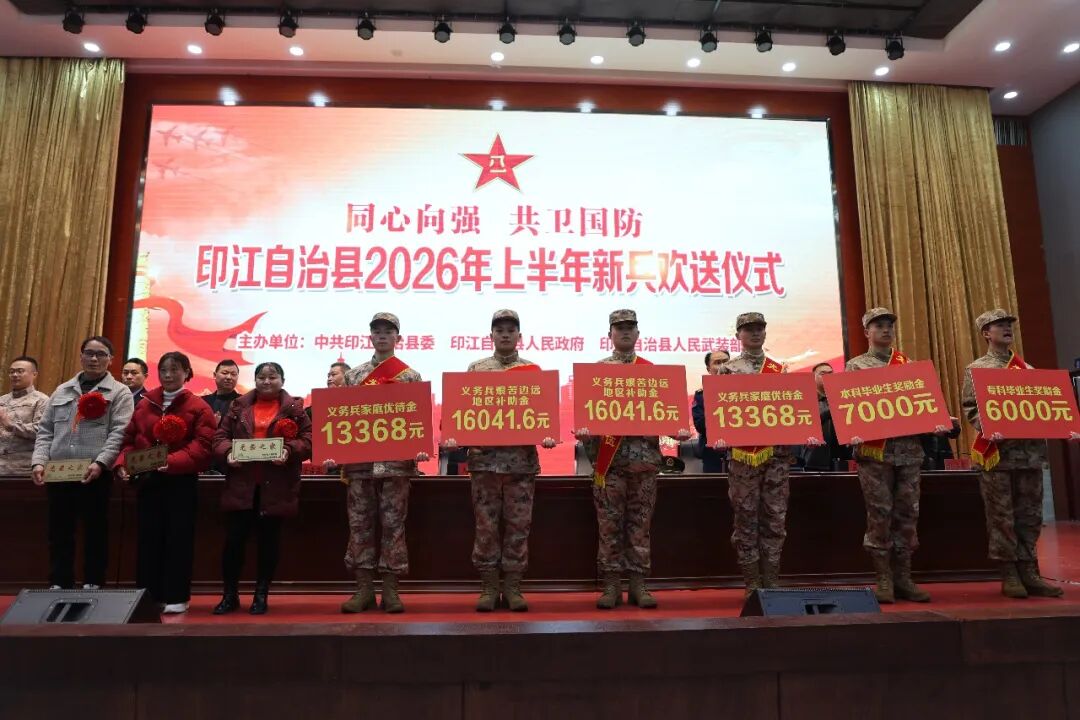 八一
同心向强 共卫国防
印江自治县2026年上半年新兵欢送仪式
主办单位:中共印江 治县委 印江自 县人民政府 印 自治县人民武装部
光荣之家
义务兵家庭优待金
13368元
义务兵艰苦边远
地区补助金
16041.6元
义务兵艰苦边远
地区补助金
16041.6元
义务兵家庭优待金
13368元
本科毕业生奖励金
7000元
专科毕业生奖励金
6000元